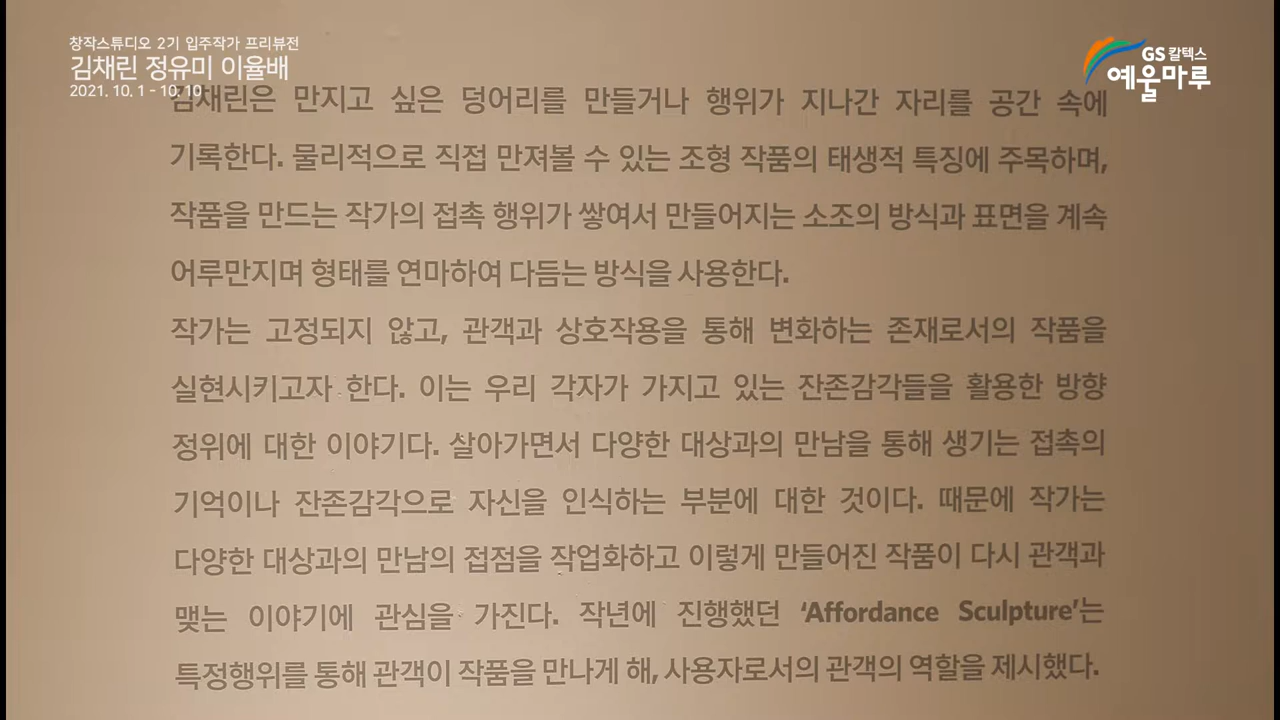 창작스튜디오 2기 입주작가 프리뷰전
김채린 정유미 이율배
2021. 10. 1 - 10. 10
GS 칼텍스
예울마루
김채린은 만지고 싶은 덩어리를 만들거나 행위가 지나간 자리를 공간 속에
기록한다. 물리적으로 직접 만져볼 수 있는 조형 작품의 태생적 특징에 주목하며,
작품을 만드는 작가의 접촉 행위가 쌓여서 만들어지는 소조의 방식과 표면을 계속
어루만지며 형태를 연마하여 다듬는 방식을 사용한다.
작가는 고정되지 않고, 관객과 상호작용을 통해 변화하는 존재로서의 작품을
실현시키고자 한다. 이는 우리 각자가 가지고 있는 잔존감각들을 활용한 방향
정위에 대한 이야기다. 살아가면서 다양한 대상과의 만남을 통해 생기는 접촉의
기억이나 잔존감각으로 자신을 인식하는 부분에 대한 것이다. 때문에 작가는
다양한 대상과의 만남의 접점을 작업화하고 이렇게 만들어진 작품이 다시 관객과
맺는 이야기에 관심을 가진다. 작년에 진행했던 ‘Affordance Sculpture’는
특정행위를 통해 관객이 작품을 만나게 해, 사용자로서의 관객의 역할을 제시했다.